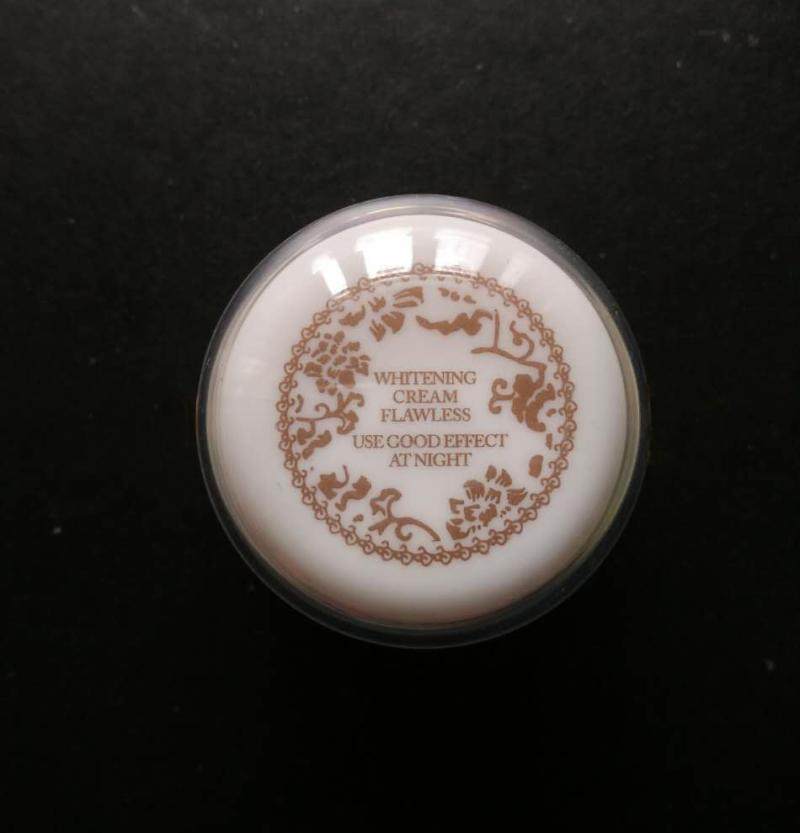 WHITENING
CREAM
FLAWLESS
USE GOOD EFFECT
AT NIGHT